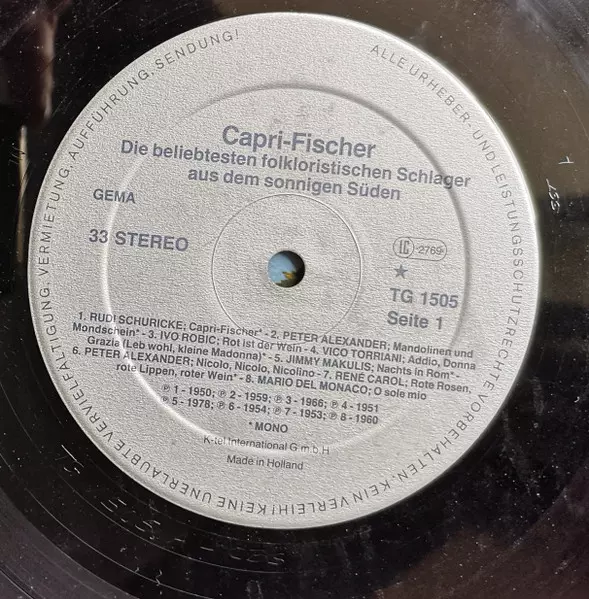 KEINE UNERLAUBTE VERVIELFÄLTIGUNG, VERMIETUNG, AUFFÜHRUNG, SENDUNG!
ALLE URHEBER- UND LEISTUNGSSCHUTZRECHTE VORBEHALTEN. KEIN VERLEIH!
Capri-Fischer
Die beliebtesten folkloristischen Schlager
aus dem sonnigen Süden
GEMA
33 STEREO
LC 2769
★
TG 1505
Seite 1
1. RUDI SCHURICKE; Capri-Fischer* - 2. PETER ALEXANDER; Mandolinen und
Mondschein* - 3. IVO ROBIC; Rot ist der Wein - 4. VICO TORRIANI; Addio, Donna
Grazia (Leb wohl, kleine Madonna)* - 5. JIMMY MAKULIS; Nachts in Rom* -
6. PETER ALEXANDER; Nicolo, Nicolo, Nicolino - 7. RENÉ CAROL; Rote Rosen,
rote Lippen, roter Wein* - 8. MARIO DEL MONACO; O sole mio
Ⓟ 1 - 1950; Ⓟ 2 - 1959; Ⓟ 3 - 1966; Ⓟ 4 - 1951
Ⓟ 5 - 1978; Ⓟ 6 - 1954; Ⓟ 7 - 1953; Ⓟ 8 - 1960
* MONO
K-tel International G m b H
Made in Holland